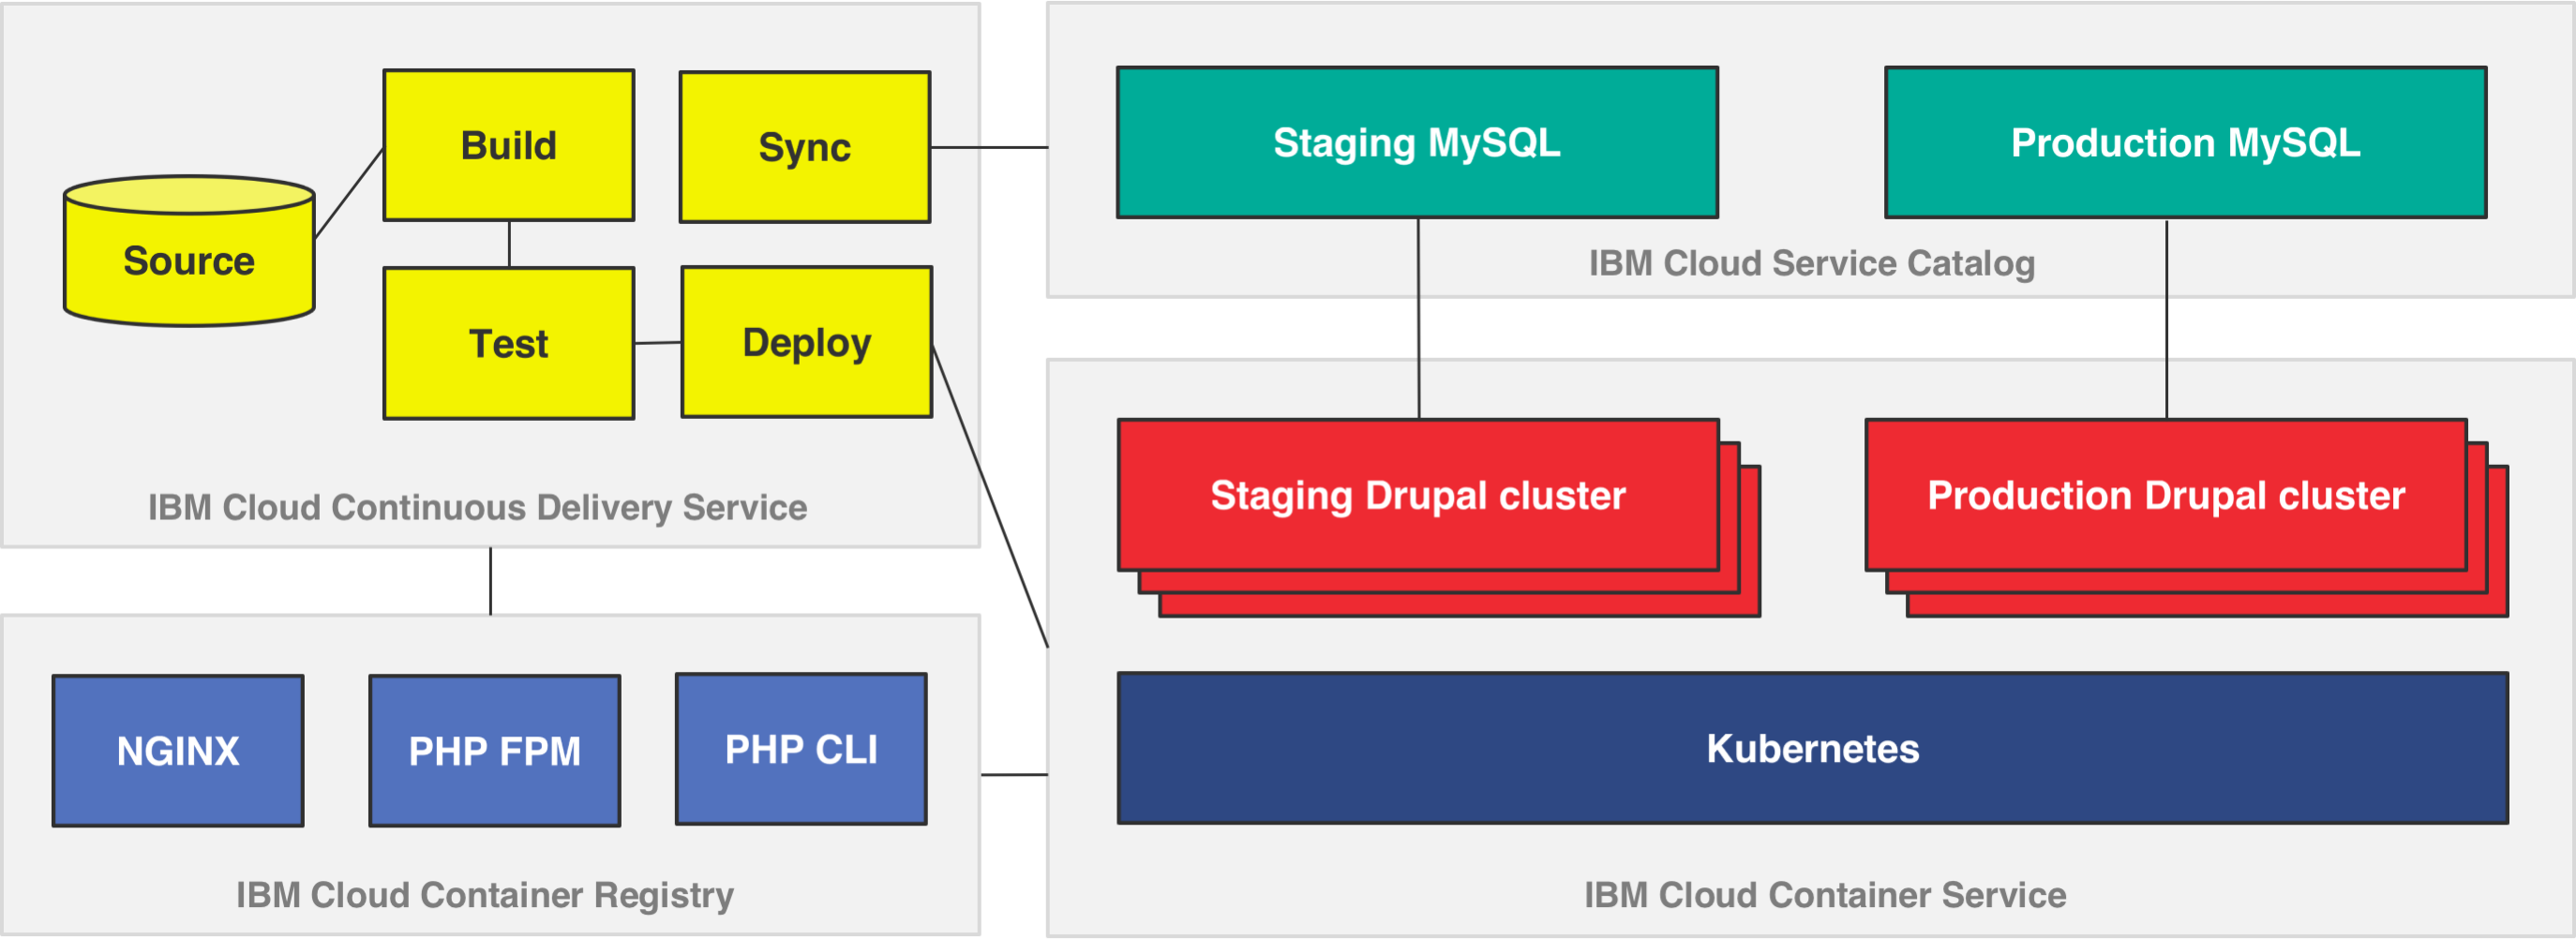 Build
Sync
Source
Test
Deploy
IBM Cloud Continuous Delivery Service
Staging MySQL
Production MySQL
IBM Cloud Service Catalog
NGINX
PHP FPM
PHP CLI
IBM Cloud Container Registry
Staging Drupal cluster
Production Drupal cluster
Kubernetes
IBM Cloud Container Service